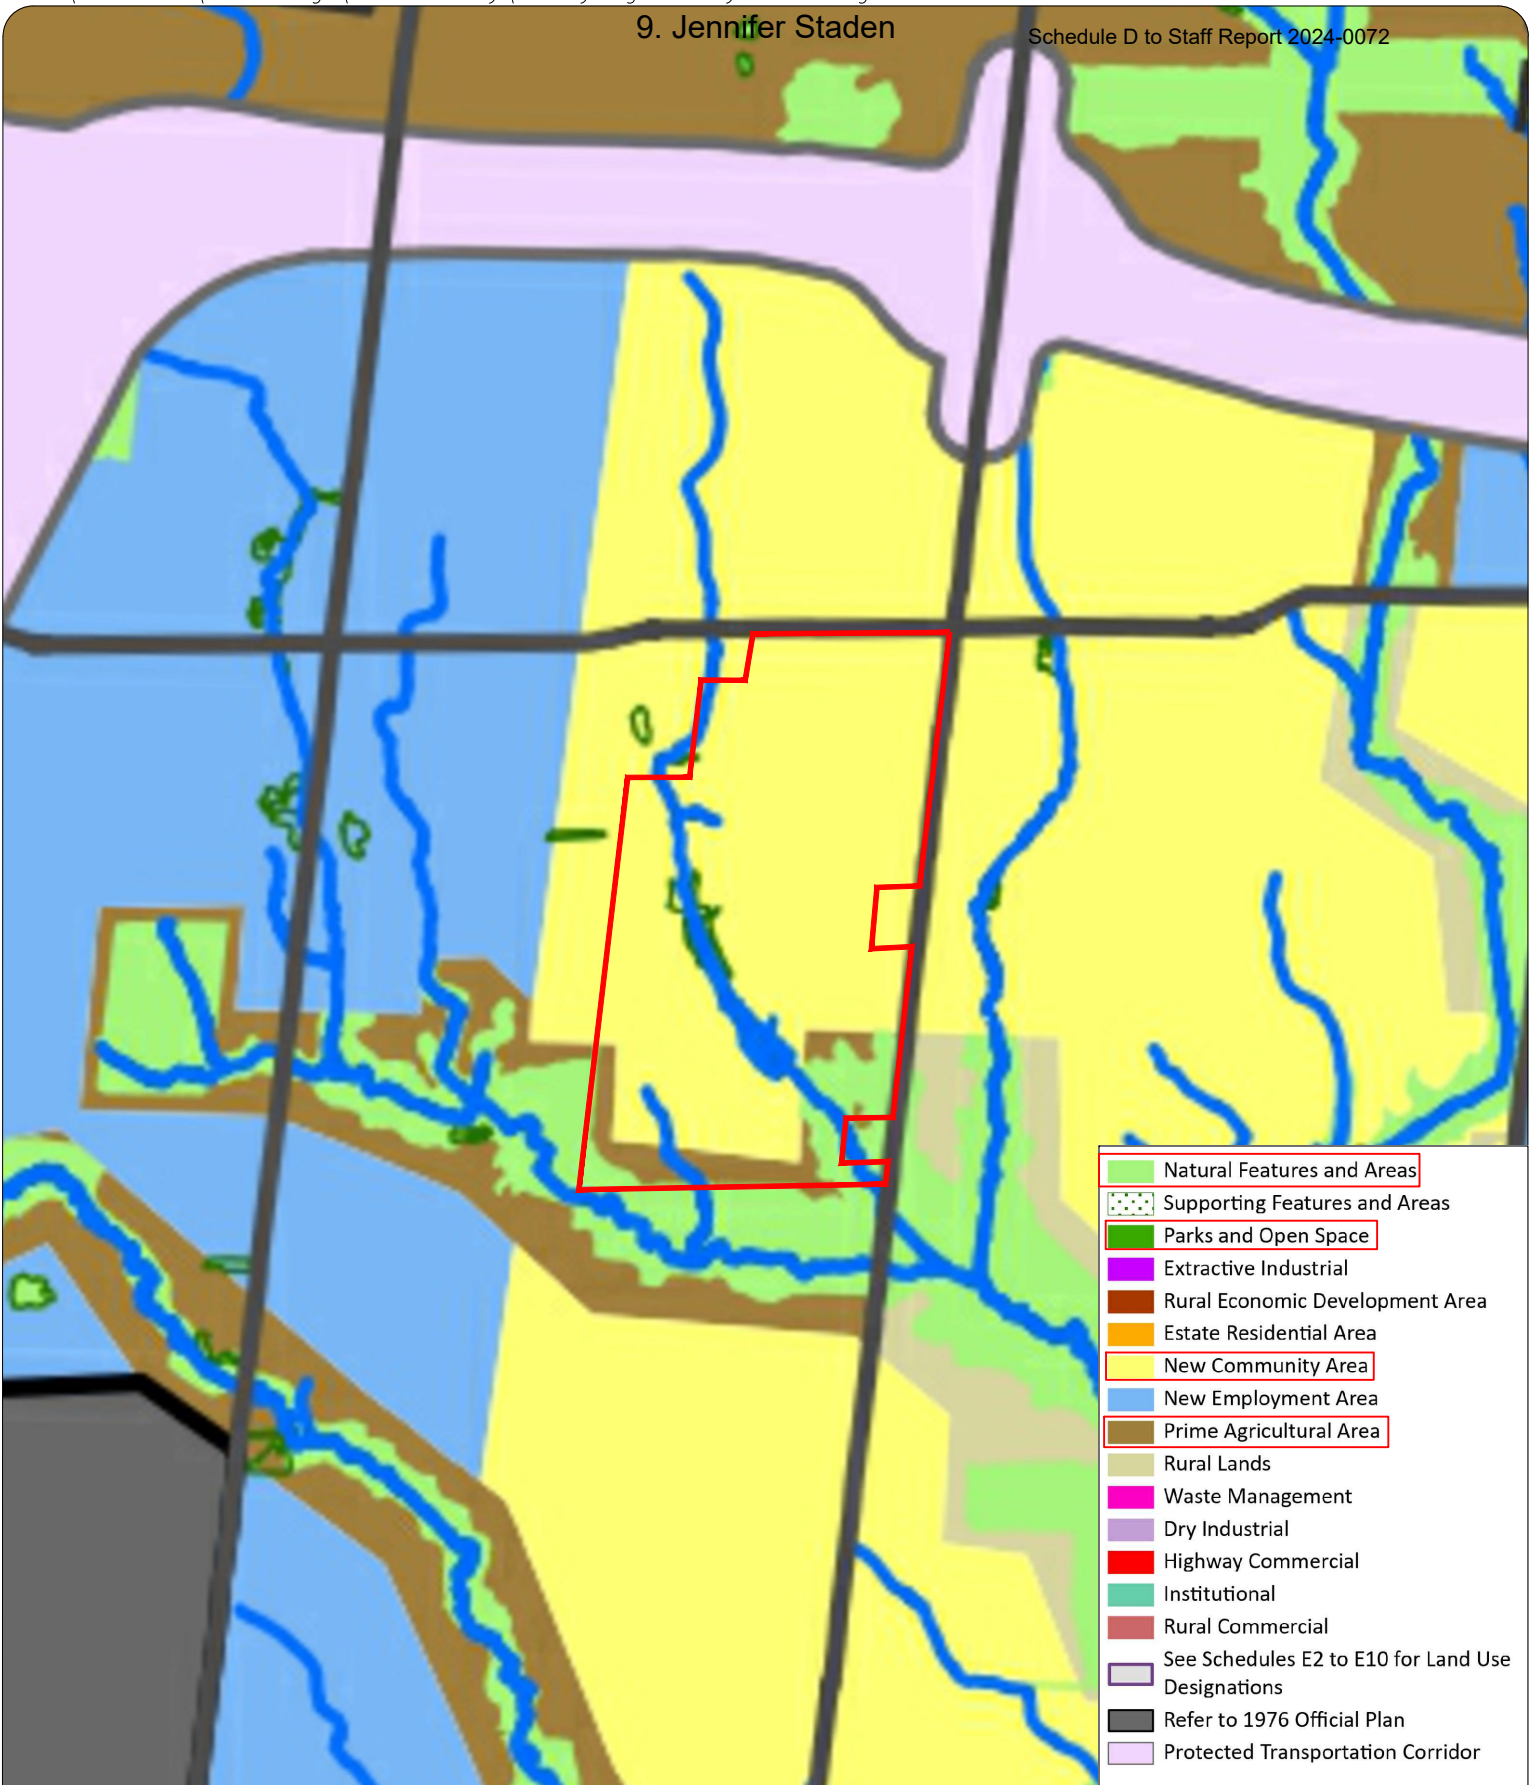 9. Jennifer Staden
Schedule D to Staff Report 2024-0072
Natural Features and Areas
Supporting Features and Areas
Parks and Open Space
Extractive Industrial
Rural Economic Development Area
Estate Residential Area
New Community Area
New Employment Area
Prime Agricultural Area
Rural Lands
Waste Management
Dry Industrial
Highway Commercial
Institutional
Rural Commercial
See Schedules E2 to E10 for Land Use
Designations
Refer to 1976 Official Plan
Protected Transportation Corridor